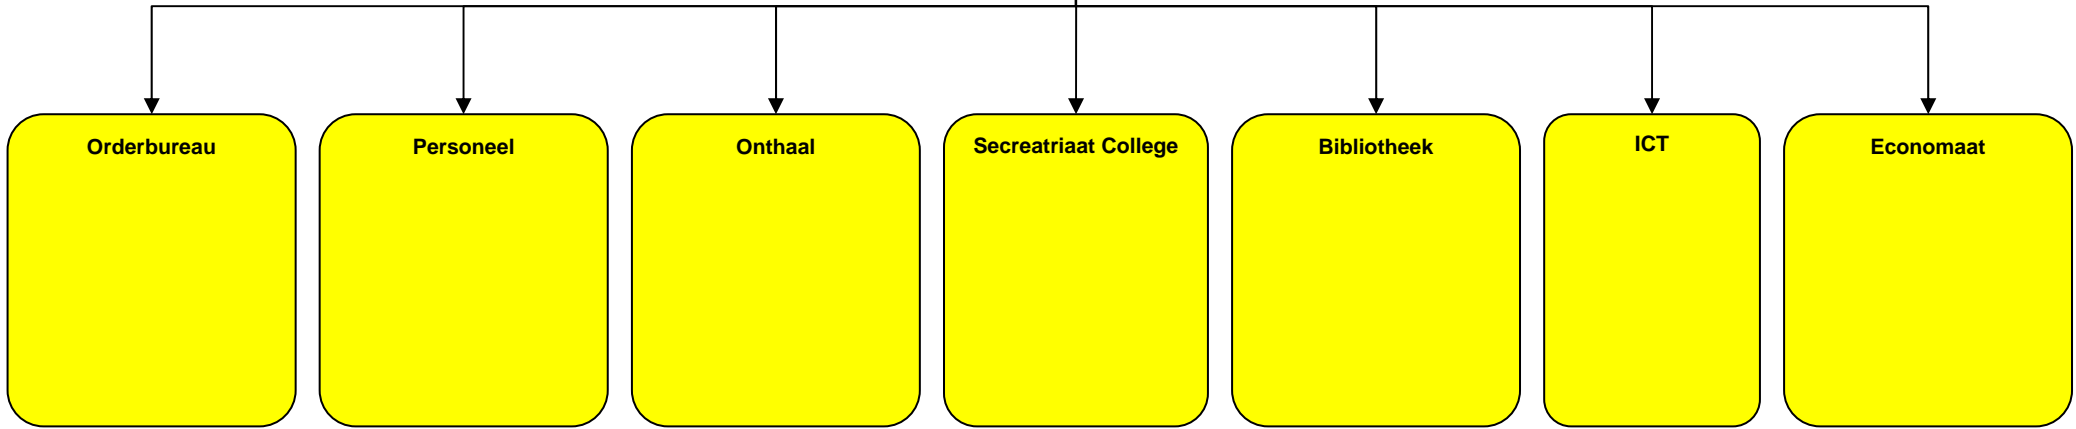 Orderbureau
Personeel
Onthaal
Secreatriaat College
Bibliotheek
ICT
Economaat